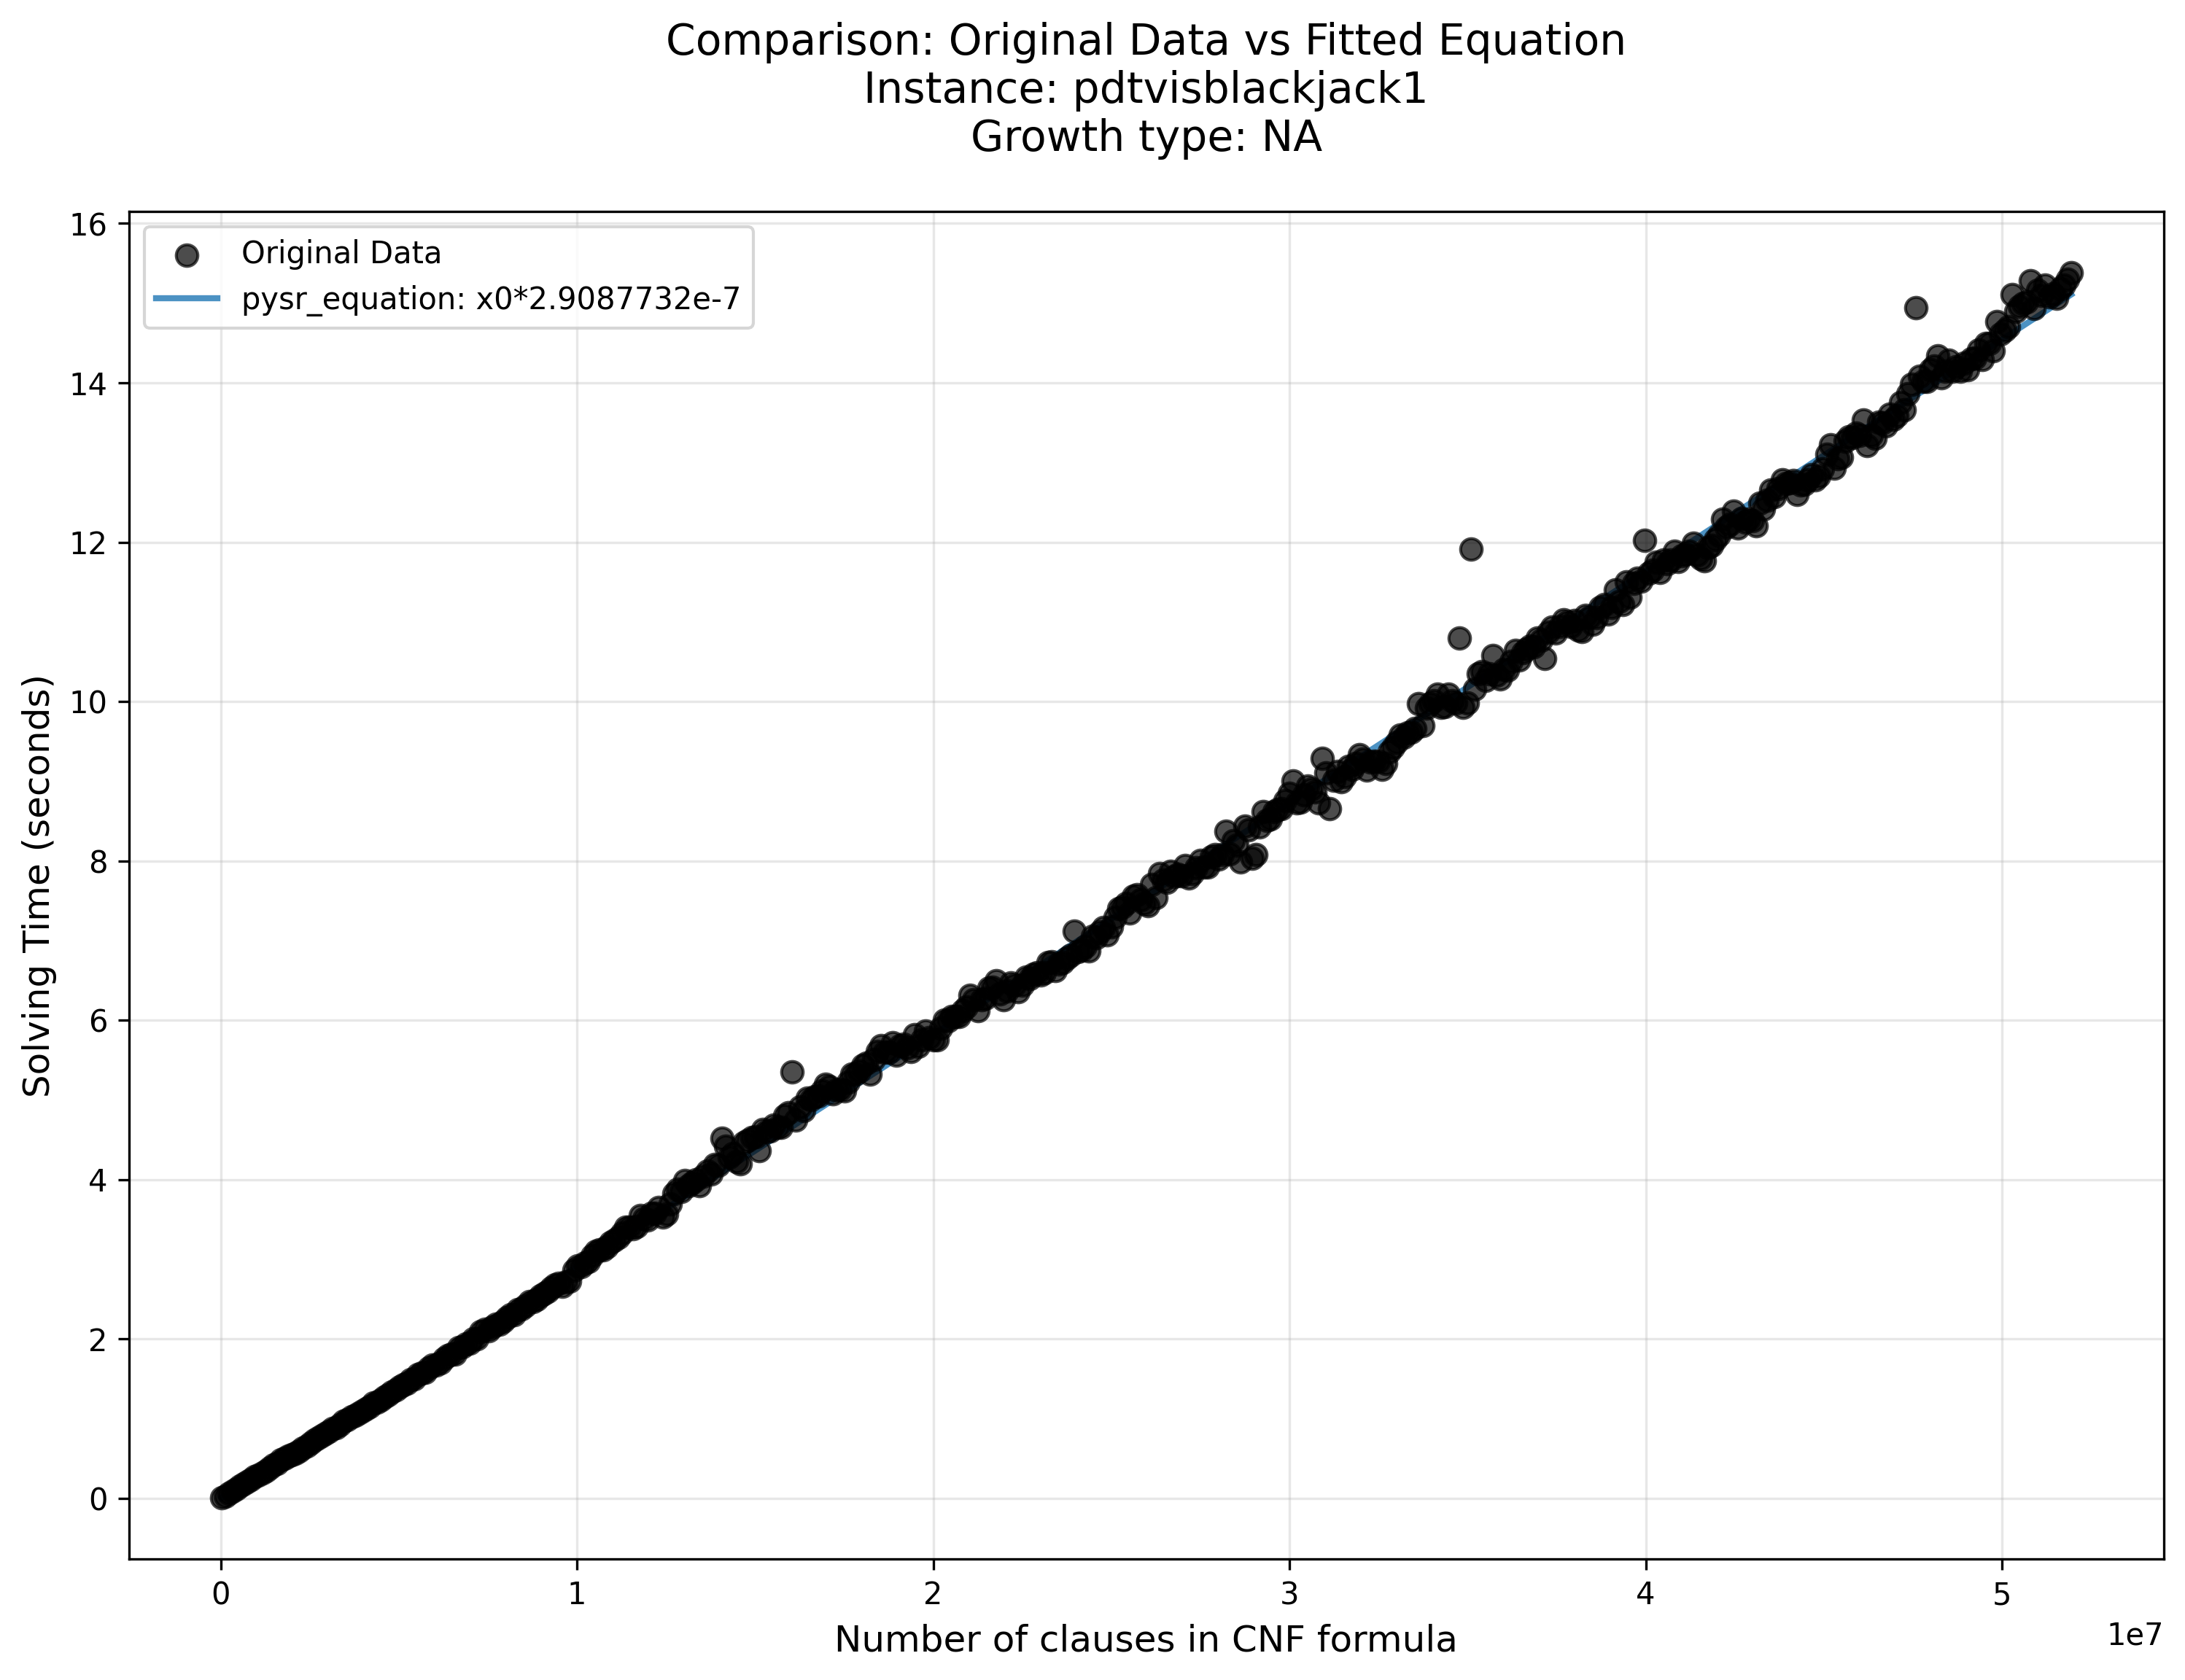 Comparison: Original Data vs Fitted Equation
Instance: pdtvisblackjack1
Growth type: NA
Original Data
pysr_equation: x0*2.9087732e-7
16
14
12
10
8
6
4
2
0
Solving Time (seconds)
0 1 2 3 4 5
1e7
Number of clauses in CNF formula